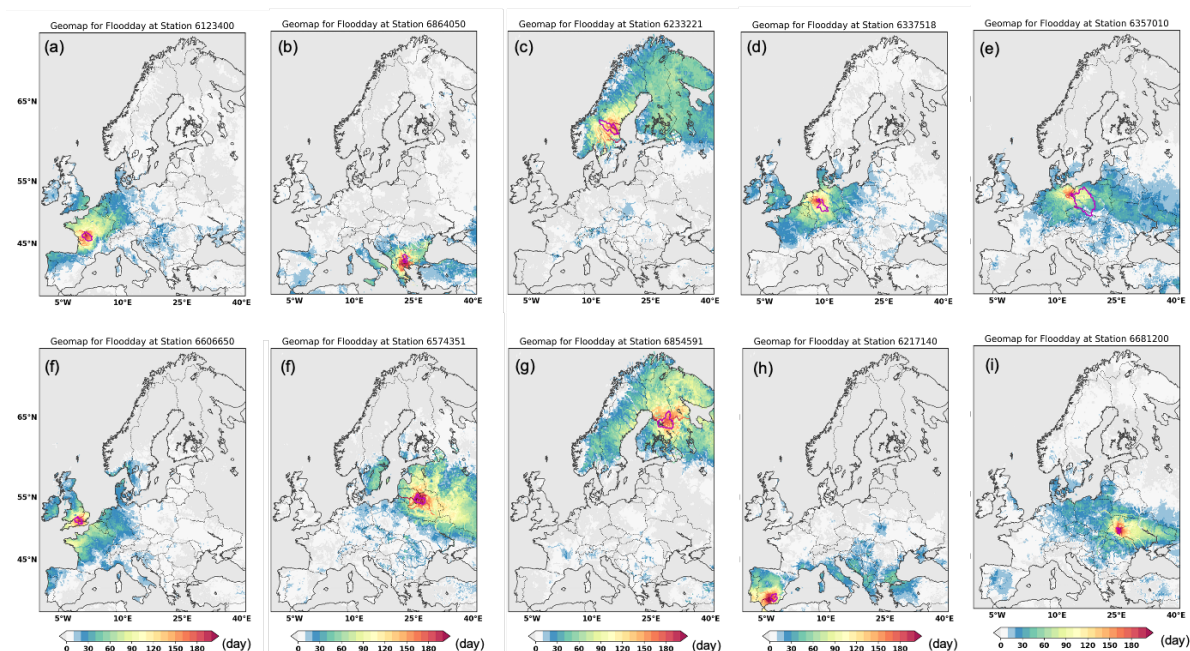 Geomap for Floodday at Station 6123400
Geomap for Floodday at Station 6864050
Geomap for Floodday at Station 6233221
Geomap for Floodday at Station 6337518
Geomap for Floodday at Station 6357010
(a)
(b)
(c)
(d)
(e)
65°N
55°N
45°N
5°W 10°E 25°E 40°E
5°W 10°E 25°E 40°E
5°W 10°E 25°E 40°E
5°W 10°E 25°E 40°E
5°W 10°E 25°E 40°E
Geomap for Floodday at Station 6606650
Geomap for Floodday at Station 6574351
Geomap for Floodday at Station 6854591
Geomap for Floodday at Station 6217140
Geomap for Floodday at Station 6681200
(f)
(f)
(g)
(h)
(i)
65°N
55°N
45°N
5°W 10°E 25°E 40°E
5°W 10°E 25°E 40°E
5°W 10°E 25°E 40°E
5°W 10°E 25°E 40°E
5°W 10°E 25°E 40°E
0 30 60 90 120 150 180 (day)
0 30 60 90 120 150 180 (day)
0 30 60 90 120 150 180 (day)
0 30 60 90 120 150 180 (day)
0 30 60 90 120 150 180 (day)